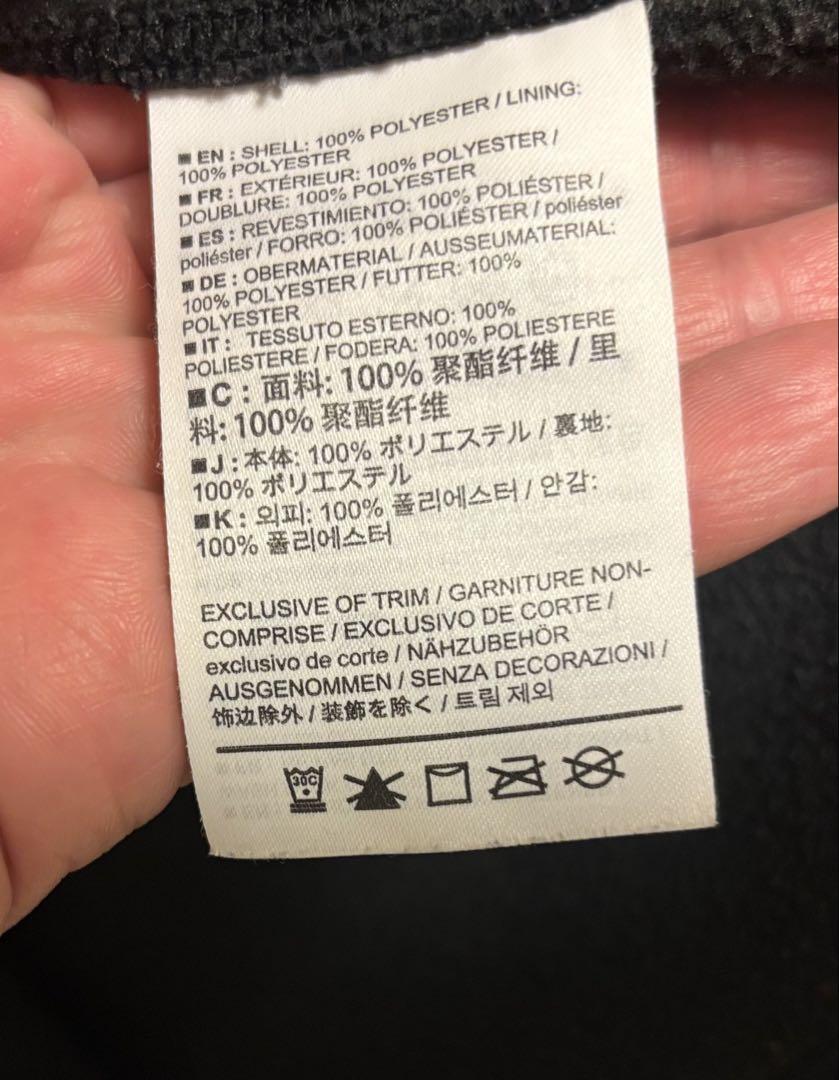 ■ EN : SHELL: 100% POLYESTER / LINING:
100% POLYESTER
■ FR : EXTÉRIEUR: 100% POLYESTER /
DOUBLURE: 100% POLYESTER
■ ES : REVESTIMIENTO: 100% POLIÉSTER /
poliéster / FORRO: 100% POLIÉSTER / poliéster
■ DE : OBERMATERIAL / AUSSEUMATERIAL:
100% POLYESTER / FUTTER: 100%
POLYESTER
■ IT : TESSUTO ESTERNO: 100%
POLIESTERE / FODERA: 100% POLIESTERE
■ C : 面料: 100% 聚酯纤维 / 里
料: 100% 聚酯纤维
■ J : 本体: 100% ポリエステル / 裏地:
100% ポリエステル
■ K : 외피: 100% 폴리에스터 / 안감:
100% 폴리에스터
EXCLUSIVE OF TRIM / GARNITURE NON-
COMPRISE / EXCLUSIVO DE CORTE /
exclusivo de corte / NÄHZUBEHÖR
AUSGENOMMEN / SENZA DECORAZIONI /
饰边除外 / 装飾を除く / 트림 제외
30C